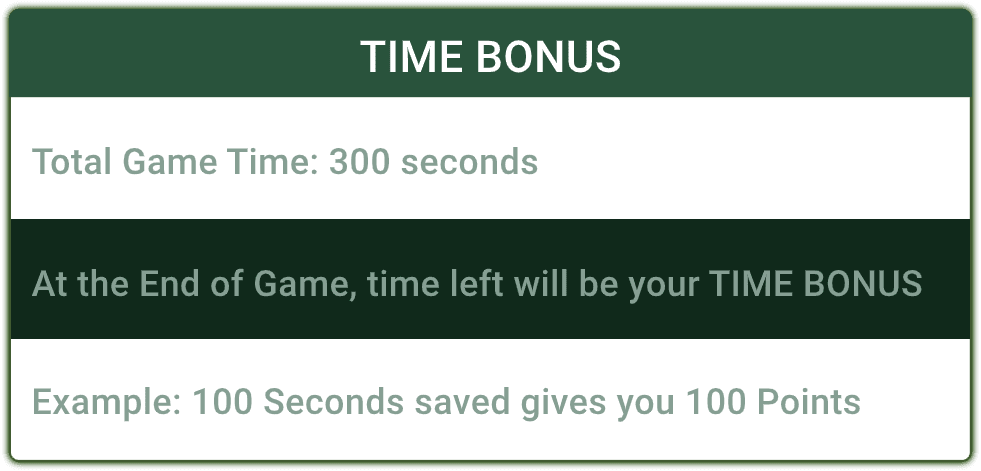 TIME BONUS
Total Game Time: 300 seconds
At the End of Game, time left will be your TIME BONUS
Example: 100 Seconds saved gives you 100 Points